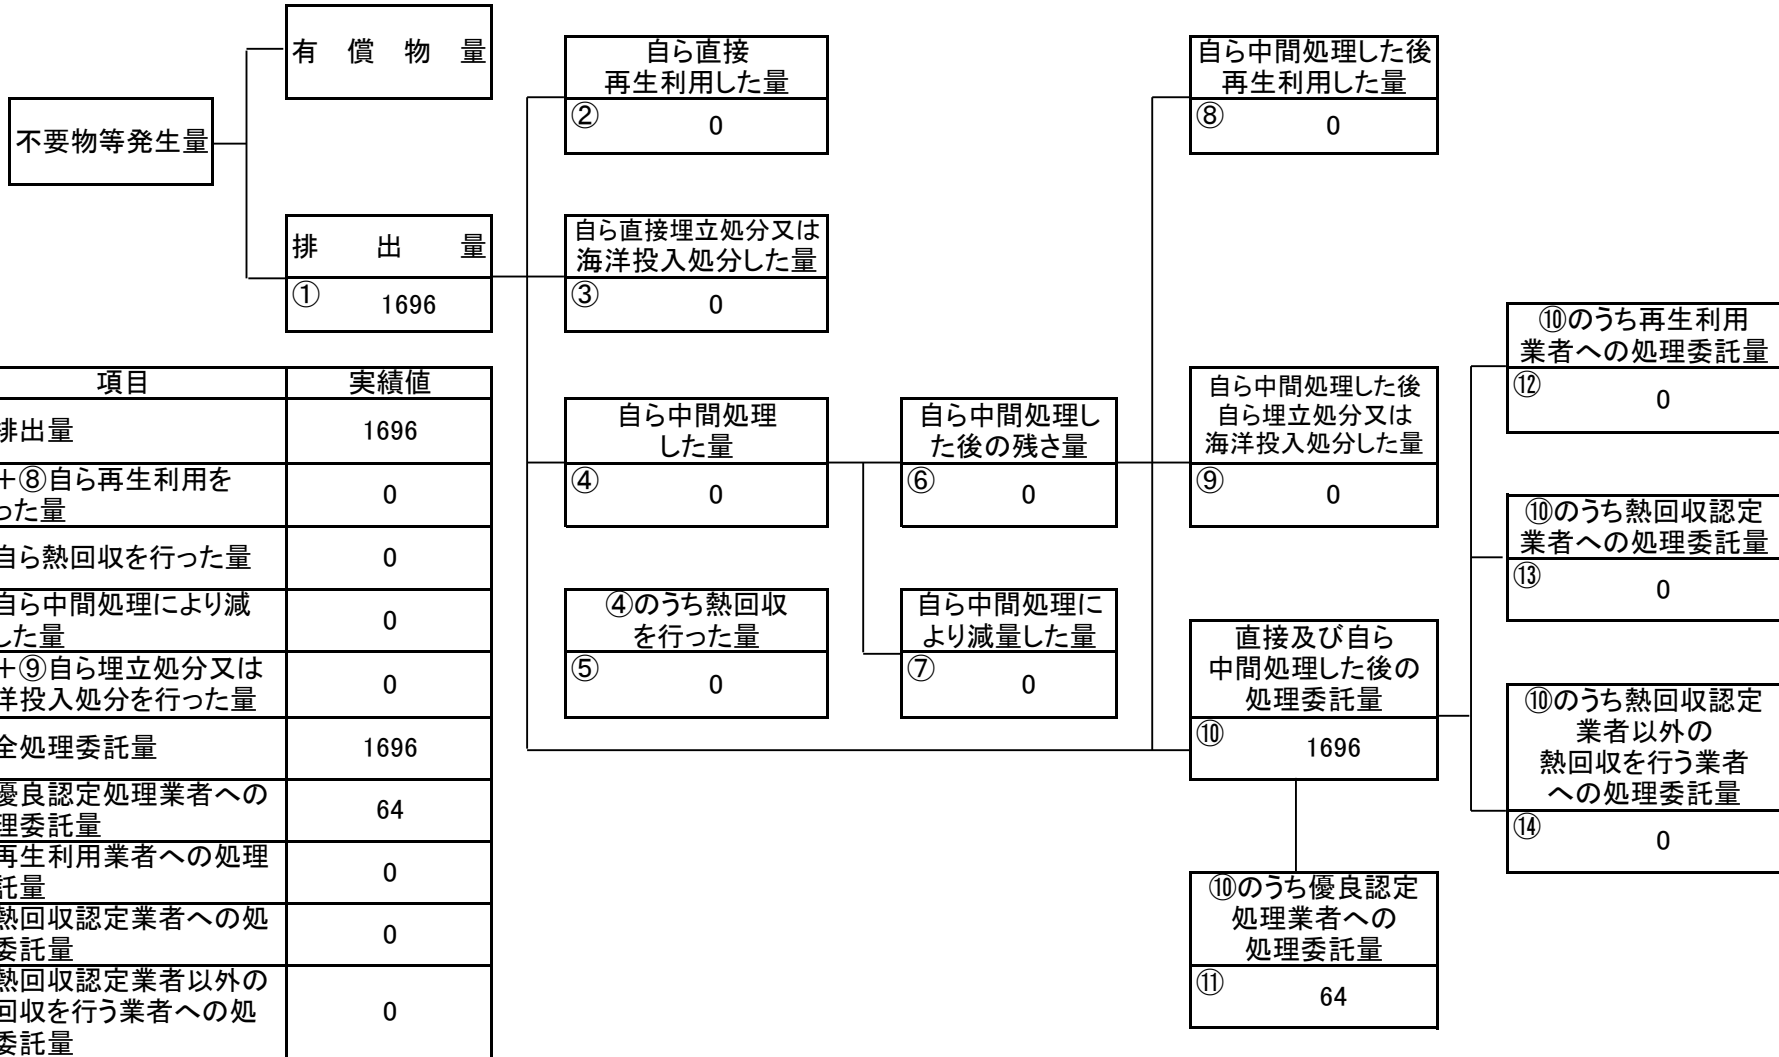 有 償 物 量
不要物等発生量
排 出 量
① 1696
自ら直接
再生利用した量
② 0
自ら直接埋立処分又は
海洋投入処分した量
③ 0
自ら中間処理
した量
④ 0
④のうち熱回収
を行った量
⑤ 0
自ら中間処理し
た後の残さ量
⑥ 0
自ら中間処理に
より減量した量
⑦ 0
自ら中間処理した後
再生利用した量
⑧ 0
自ら中間処理した後
自ら埋立処分又は
海洋投入処分した量
⑨ 0
直接及び自ら
中間処理した後の
処理委託量
⑩ 1696
⑩のうち優良認定
処理業者への
処理委託量
⑪ 64
⑩のうち再生利用
業者への処理委託量
⑫ 0
⑩のうち熱回収認定
業者への処理委託量
⑬ 0
⑩のうち熱回収認定
業者以外の
熱回収を行う業者
への処理委託量
⑭ 0
項目 実績値
排出量 1696
+⑧自ら再生利用を
った量 0
自ら熱回収を行った量 0
自ら中間処理により減
した量 0
+⑨自ら埋立処分又は
洋投入処分を行った量 0
全処理委託量 1696
優良認定処理業者への
理委託量 64
再生利用業者への処理
託量 0
熱回収認定業者への処
委託量 0
熱回収認定業者以外の
回収を行う業者への処
委託量 0